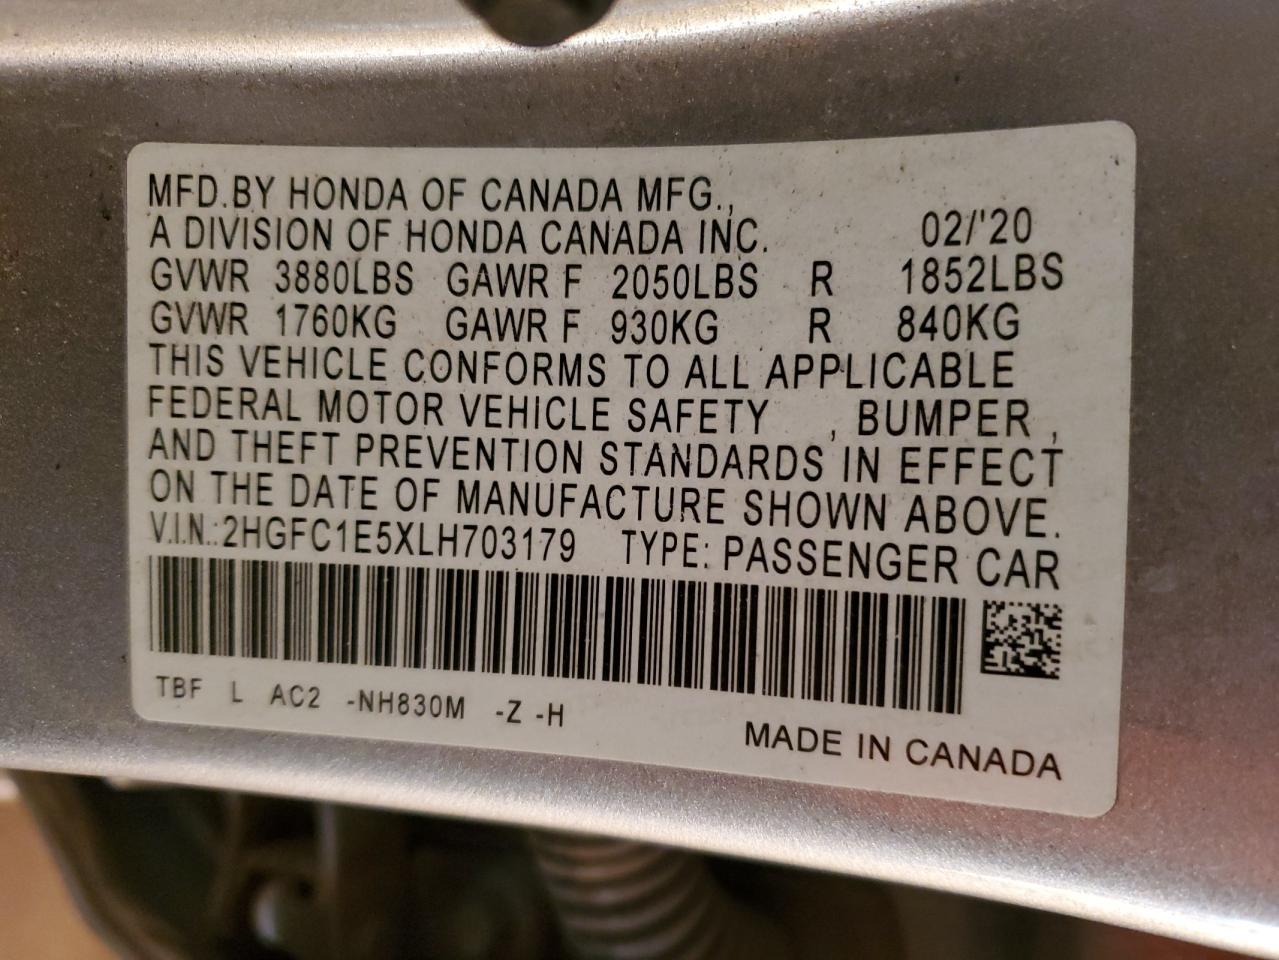 MFD.BY HONDA OF CANADA MFG.,
A DIVISION OF HONDA CANADA INC. 02/'20
GVWR 3880LBS GAWR F 2050LBS R 1852LBS
GVWR 1760KG GAWR F 930KG R 840KG
THIS VEHICLE CONFORMS TO ALL APPLICABLE
FEDERAL MOTOR VEHICLE SAFETY , BUMPER ,
AND THEFT PREVENTION STANDARDS IN EFFECT
ON THE DATE OF MANUFACTURE SHOWN ABOVE.
V.I.N.:2HGFC1E5XLH703179 TYPE: PASSENGER CAR
TBF L AC2 -NH830M -Z -H
MADE IN CANADA